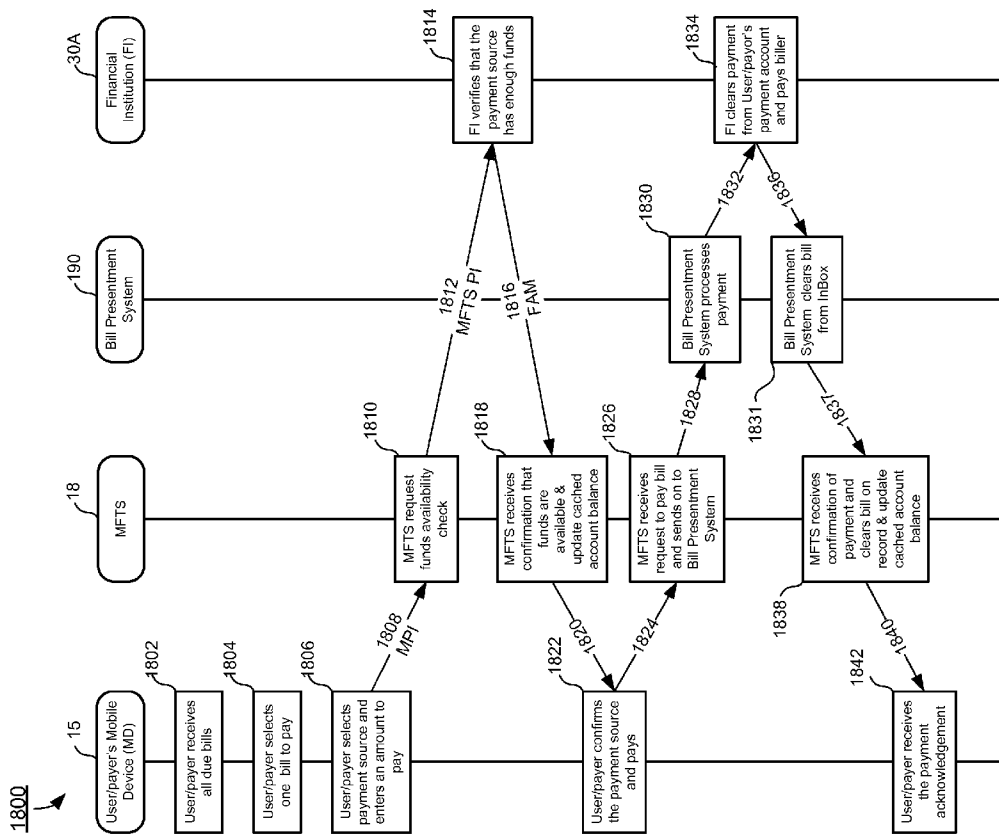 1800
15
User/payer's Mobile
Device (MD)
18
MFTS
190
Bill Presentment
System
30A
Financial
Institution (FI)
1802
User/payer receives
all due bills
1804
User/payer selects
one bill to pay
1806
User/payer selects
payment source and
enters an amount to
pay
1808
MPI
1810
MFTS request
funds availability
check
1812
MFTS PI
1814
FI verifies that the
payment source
has enough funds
1816
FAM
1818
MFTS receives
confirmation that
funds are
available &
update cached
account balance
1820
1822
User/payer confirms
the payment source
and pays
1824
1826
MFTS receives
request to pay bill
and sends on to
Bill Presentment
System
1828
1830
Bill Presentment
System processes
payment
1832
1834
FI clears payment
from User/payor's
payment account
and pays biller
1836
1831
Bill Presentment
System clears bill
from InBox
1837
1838
MFTS receives
confirmation of
payment and
clears bill on
record & update
cached account
balance
1840
1842
User/payer receives
the payment
acknowledgement